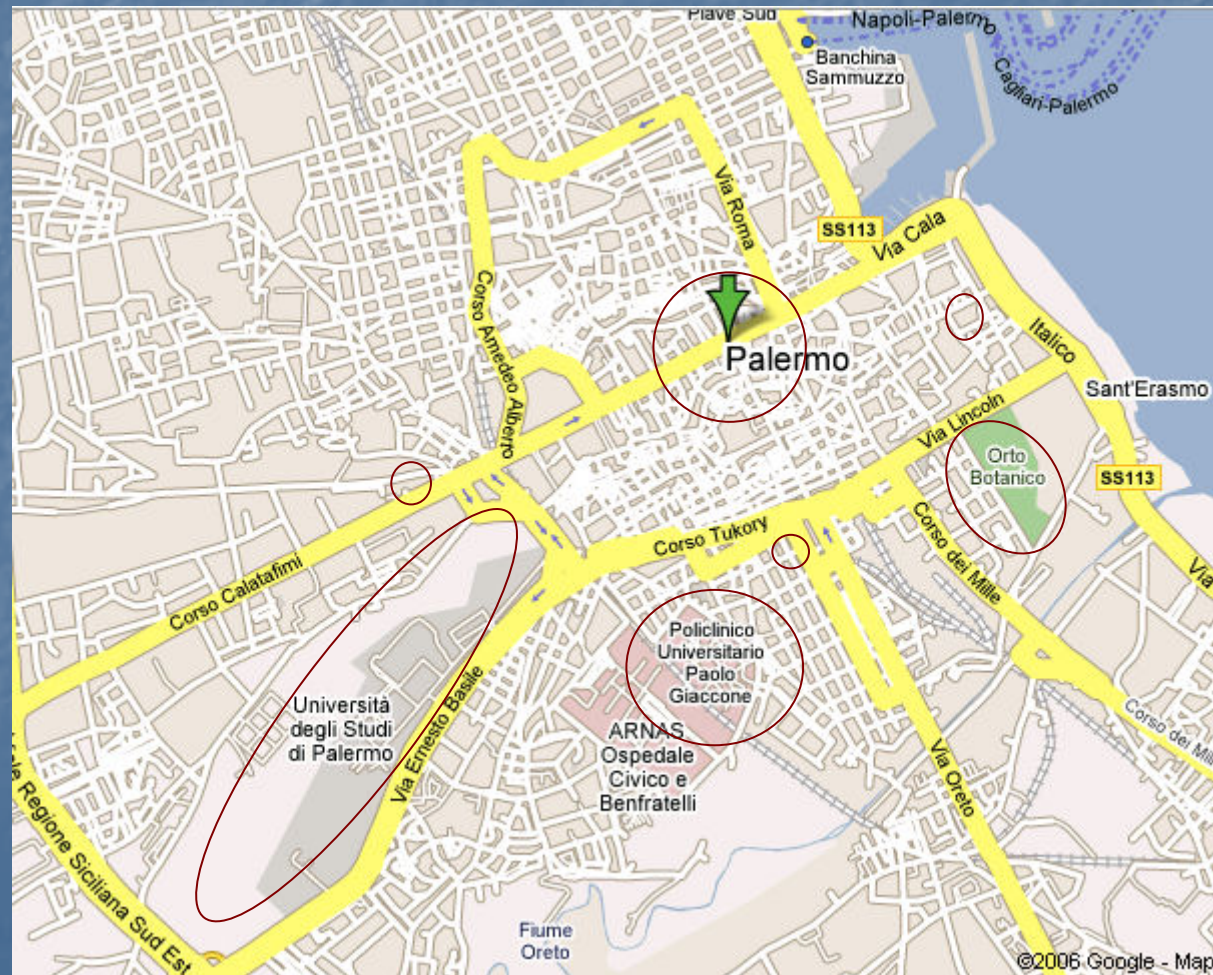 Piave Sud
Napoli-Palermo
Banchina
Sammuzzo
Cagliari-Palermo
Via Roma
SS113
Via Cala
Corso Amedeo Alberto
Palermo
Italico
Sant'Erasmo
Via Lincoln
Orto
Botanico
SS113
Corso Tukory
Corso dei Mille
Via
Corso Calatafimi
Policlinico
Universitario
Paolo
Giaccone
Università
degli Studi
di Palermo
Via Ernesto Basile
ARNAS
Ospedale
Civico e
Benfratelli
Via Oreto
Corso dei Mill
ale Regione Siciliana Sud Est
Fiume
Oreto
©2006 Google - Map